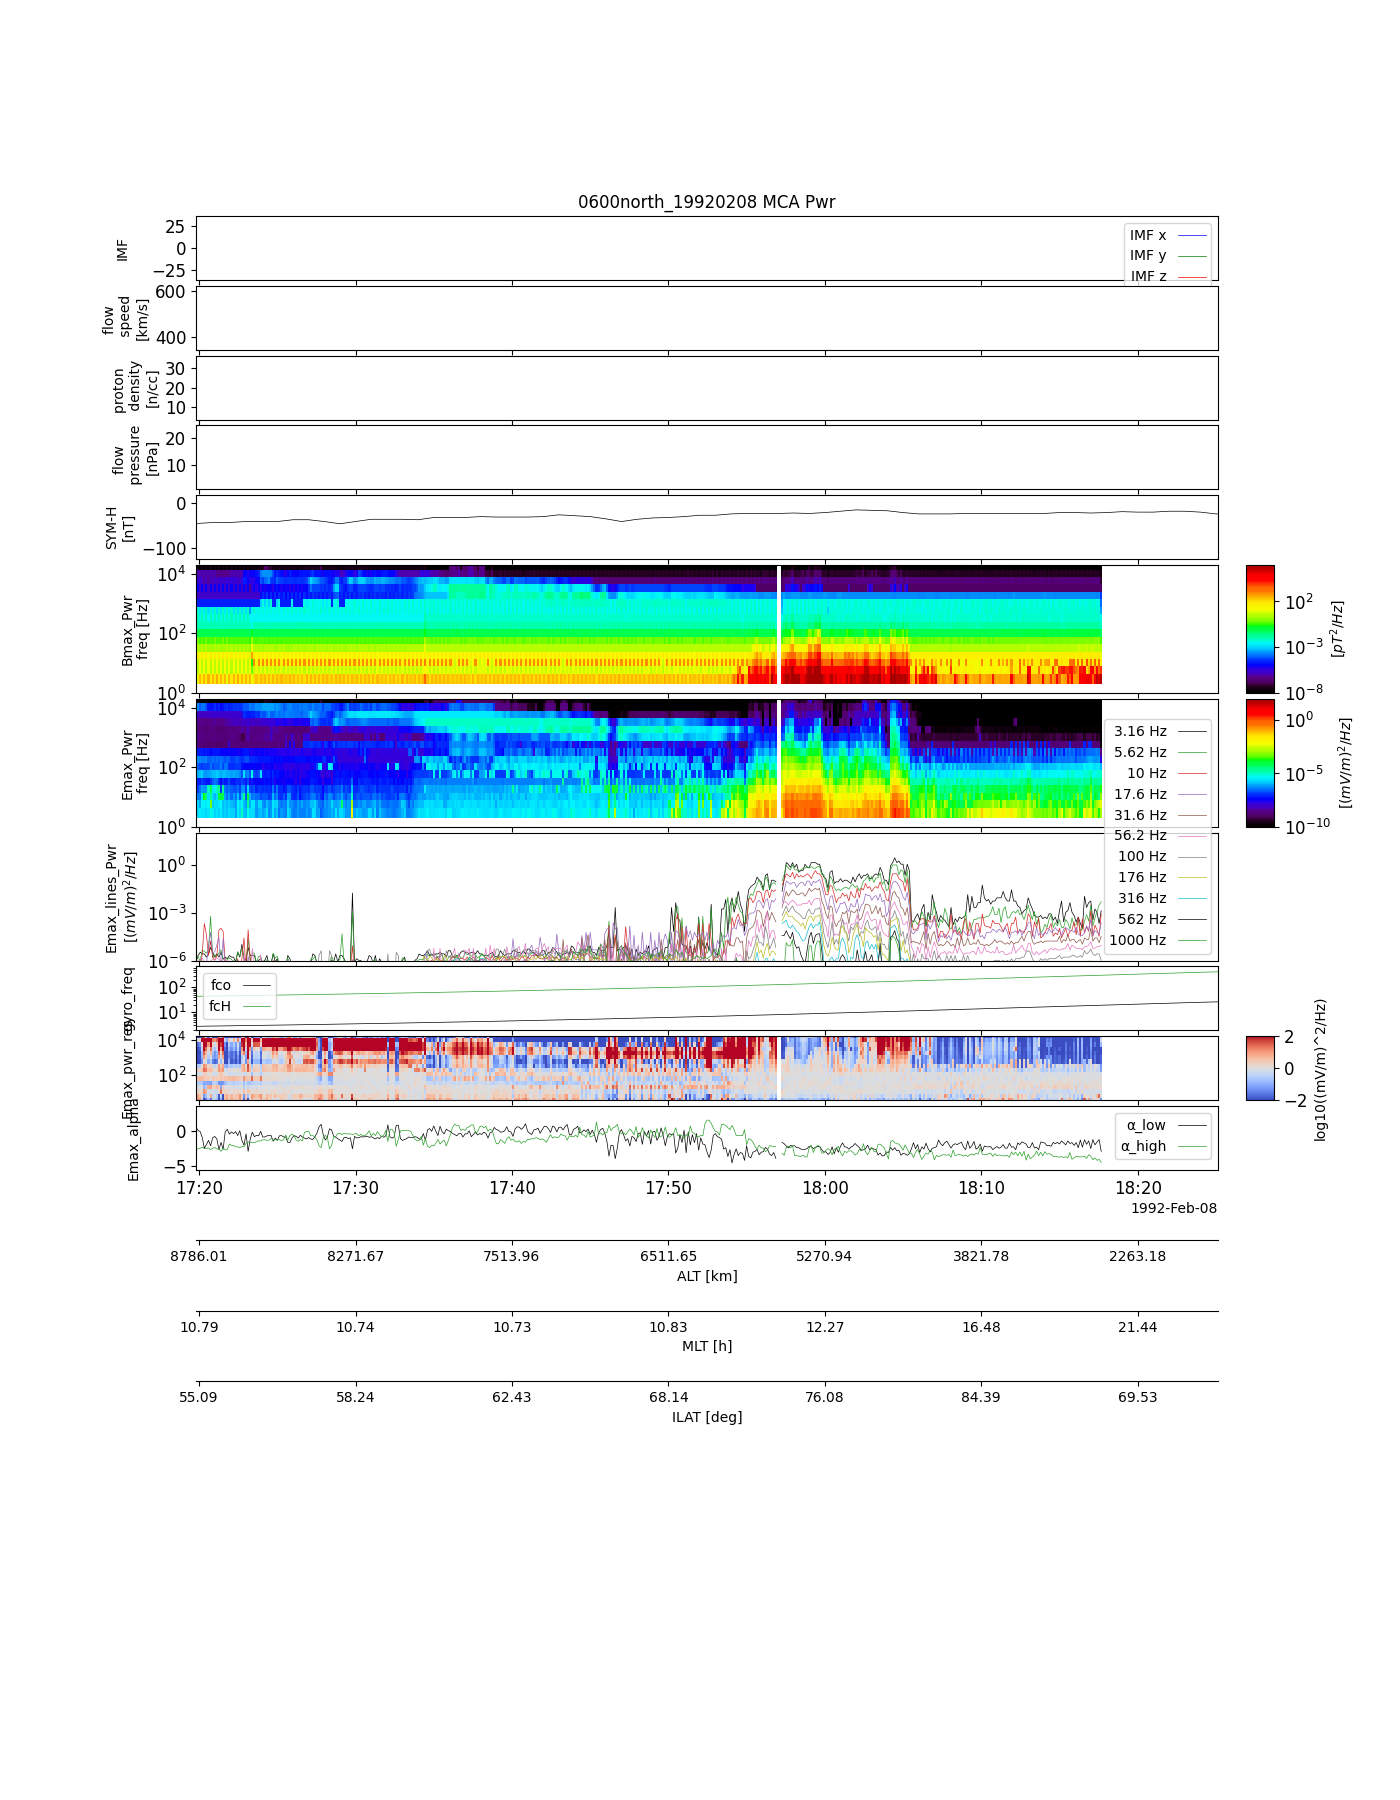 0600north_19920208 MCA Pwr
IMF
25
0
−25
IMF x
IMF y
IMF z
flow
speed
[km/s]
600
400
proton
density
[n/cc]
30
20
10
flow
pressure
[nPa]
20
10
SYM-H
[nT]
0
−100
Bmax_Pwr
freq [Hz]
10^4
10^2
10^0
10^2
10^−3
10^−8
[pT^2/Hz]
Emax_Pwr
freq [Hz]
10^4
10^2
10^0
10^0
10^−5
10^−10
[(mV/m)^2/Hz]
3.16 Hz
5.62 Hz
10 Hz
17.6 Hz
31.6 Hz
56.2 Hz
100 Hz
176 Hz
316 Hz
562 Hz
1000 Hz
Emax_lines_Pwr
[(mV/m)^2/Hz]
10^0
10^−3
10^−6
gyro_freq
10^2
10^1
fco
fcH
Emax_pwr_reg
10^4
10^2
2
0
−2
log10((mV/m)^2/Hz)
Emax_alpha
0
−5
α_low
α_high
17:20 17:30 17:40 17:50 18:00 18:10 18:20
1992-Feb-08
8786.01 8271.67 7513.96 6511.65 5270.94 3821.78 2263.18
ALT [km]
10.79 10.74 10.73 10.83 12.27 16.48 21.44
MLT [h]
55.09 58.24 62.43 68.14 76.08 84.39 69.53
ILAT [deg]